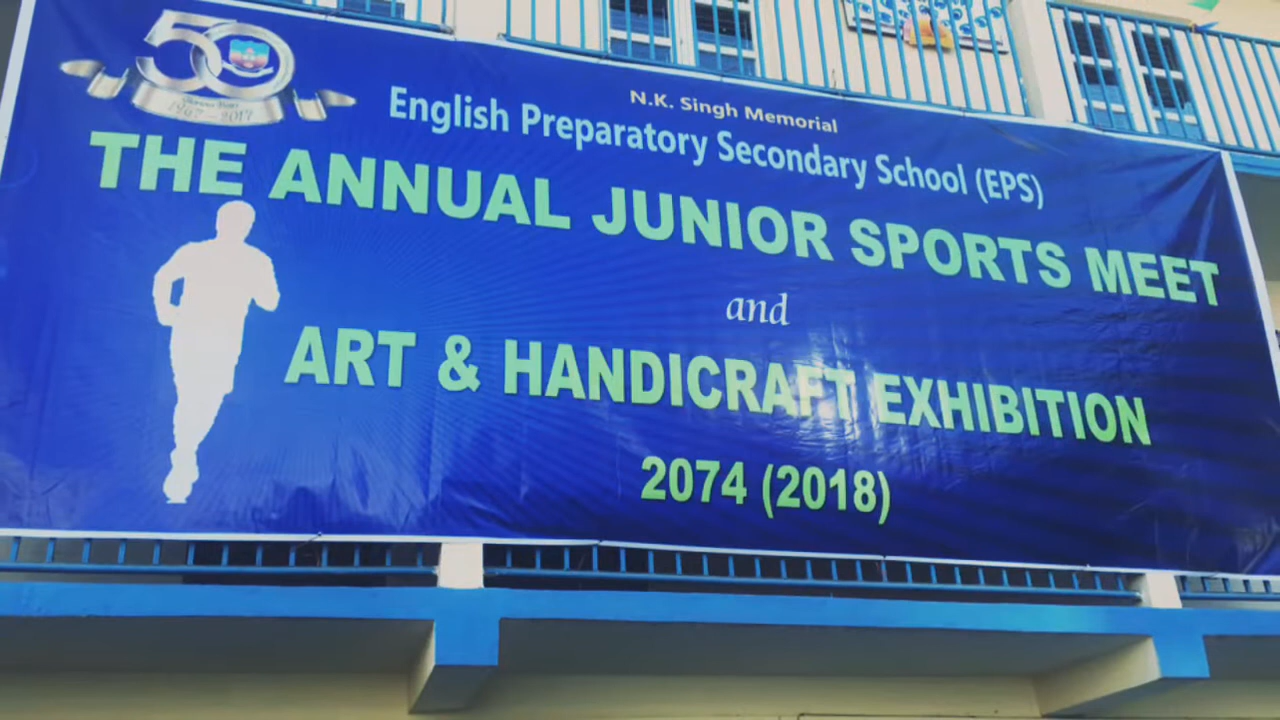 50
1967 - 2017
N.K. Singh Memorial
English Preparatory Secondary School (EPS)
THE ANNUAL JUNIOR SPORTS MEET
and
ART & HANDICRAFT EXHIBITION
2074 (2018)